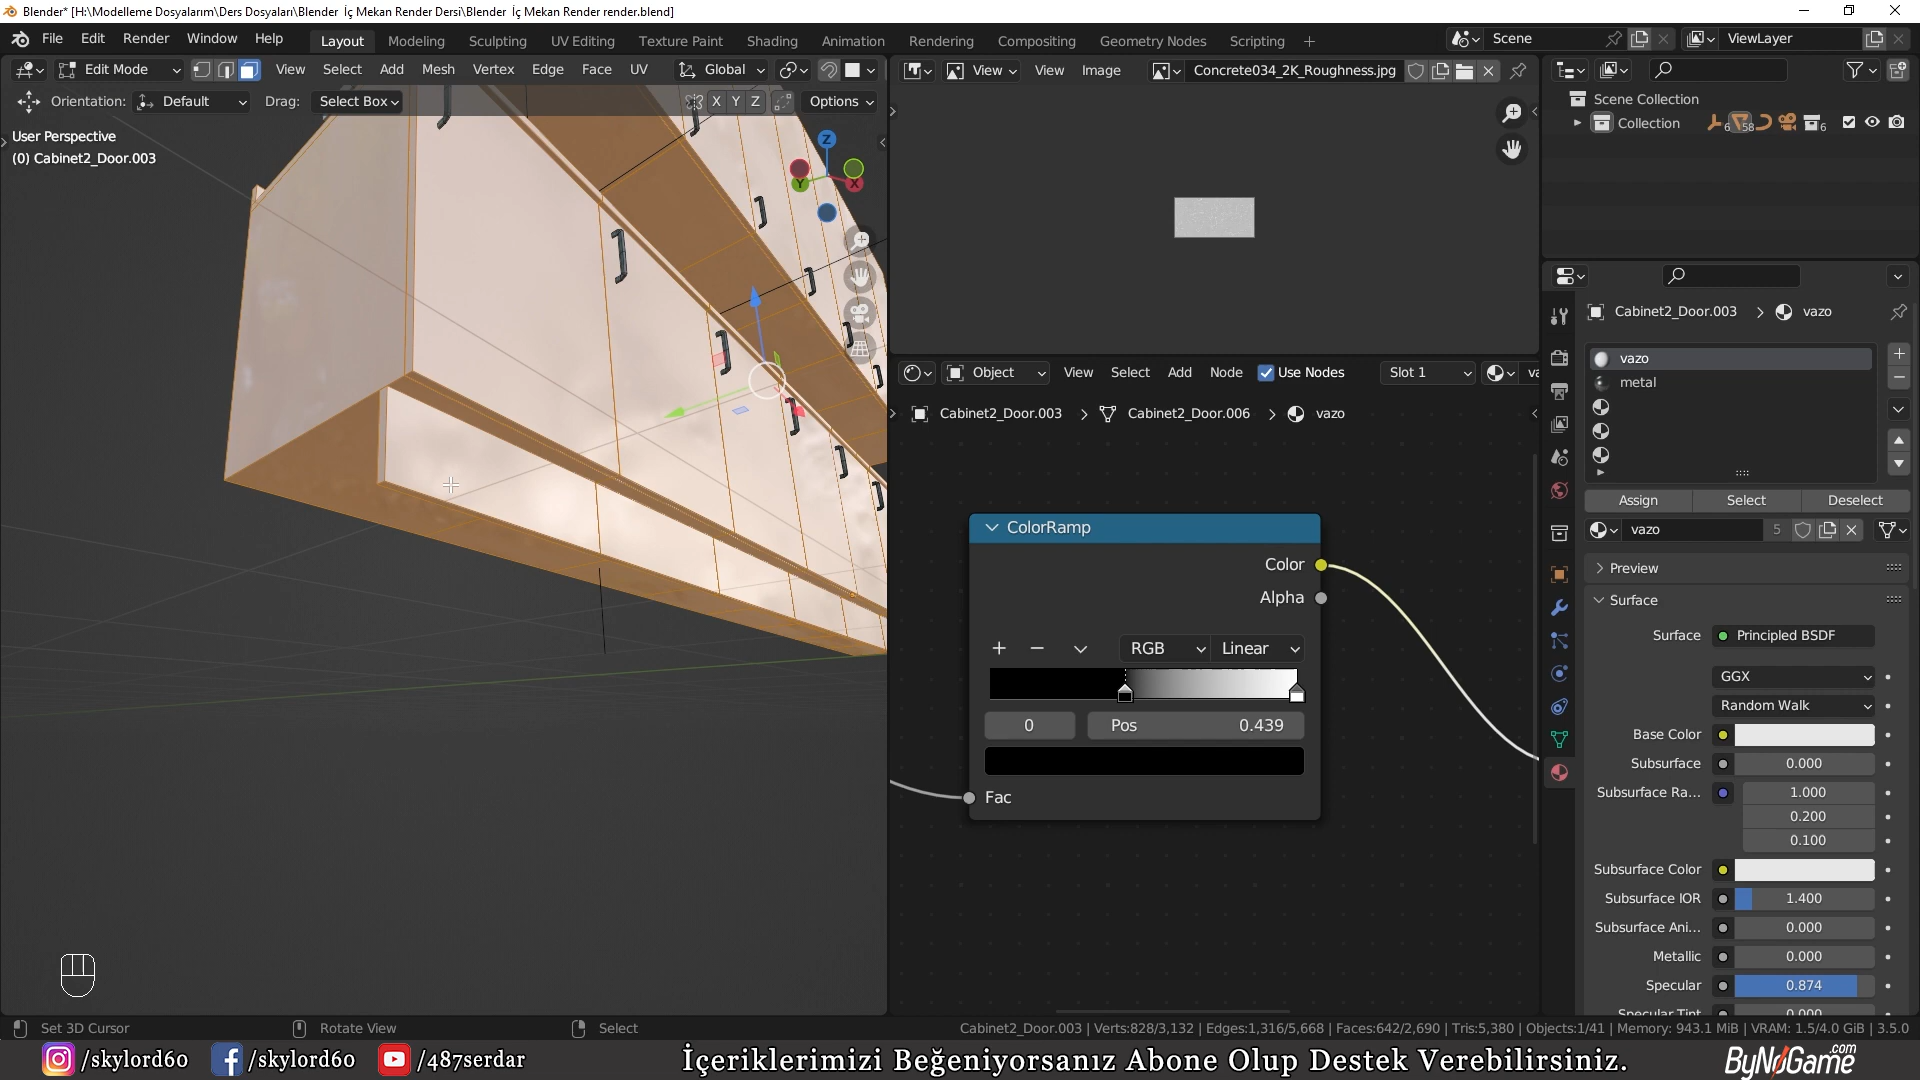 Blender* [H:\Modelleme Dosyalarım\Ders Dosyaları\Blender İç Mekan Render Dersi\Blender İç Mekan Render render.blend]
File Edit Render Window Help
Layout Modeling Sculpting UV Editing Texture Paint Shading Animation Rendering Compositing Geometry Nodes Scripting +
Scene
ViewLayer
Edit Mode View Select Add Mesh Vertex Edge Face UV Global
Orientation: Default Drag: Select Box
X Y Z Options
User Perspective
(0) Cabinet2_Door.003
Z
Y
X
View View Image Concrete034_2K_Roughness.jpg
Object View Select Add Node Use Nodes Slot 1
Cabinet2_Door.003 > Cabinet2_Door.006 > vazo
ColorRamp
Color
Alpha
RGB Linear
0 Pos 0.439
Fac
Scene Collection
Collection 6 58 6
Cabinet2_Door.003 > vazo
vazo
metal
Assign Select Deselect
vazo 5
Preview
Surface
Surface Principled BSDF
GGX
Random Walk
Base Color
Subsurface 0.000
Subsurface Ra... 1.000
0.200
0.100
Subsurface Color
Subsurface IOR 1.400
Subsurface Ani... 0.000
Metallic 0.000
Specular 0.874
Specular Tint 0.000
Set 3D Cursor Rotate View Select
Cabinet2_Door.003 | Verts:828/3,132 | Edges:1,316/5,668 | Faces:642/2,690 | Tris:5,380 | Objects:1/41 | Memory: 943.1 MiB | VRAM: 1.5/4.0 GiB | 3.5.0
/skylord60 /skylord60 /487serdar
İçeriklerimizi Beğeniyorsanız Abone Olup Destek Verebilirsiniz.
ByNoGame.com